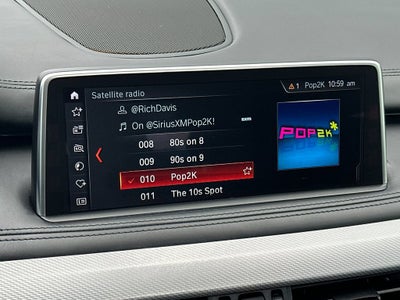 Satellite radio
1 Pop2K 10:59 am
@RichDavis
On @SiriusXMPop2K!
008 80s on 8
009 90s on 9
010 Pop2K
011 The 10s Spot
POP2K*